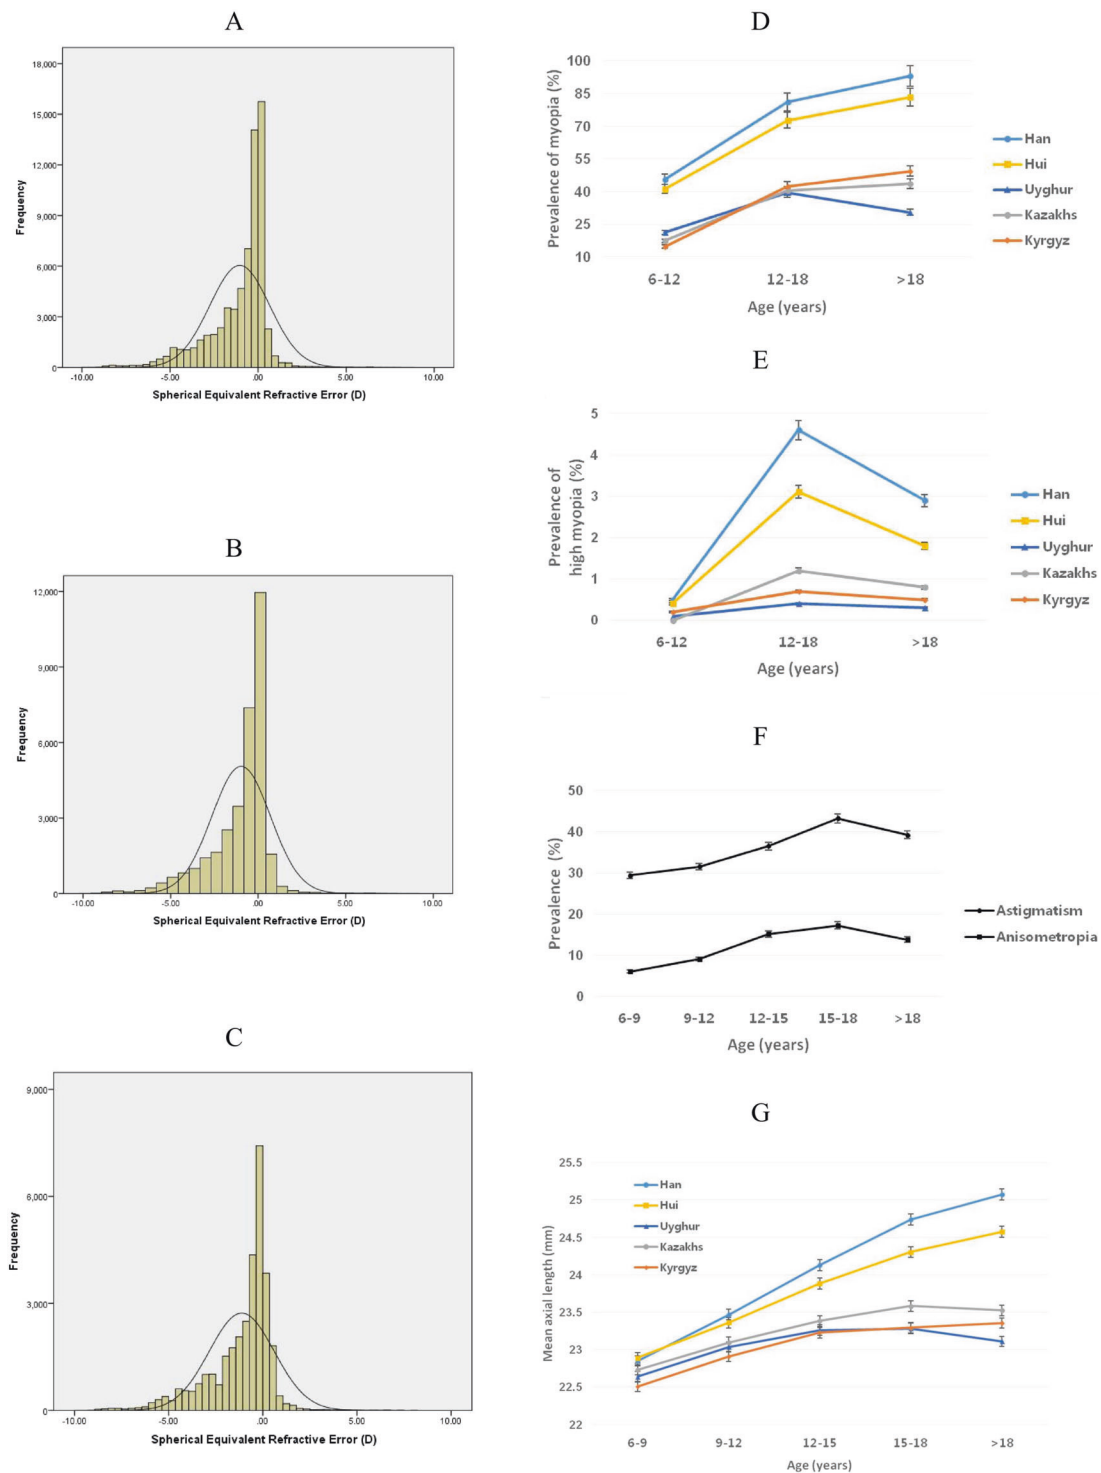 A
18,000
15,000
12,000
9,000
6,000
3,000
0
Frequency
-10.00 -5.00 .00 5.00 10.00
Spherical Equivalent Refractive Error (D)
B
12,000
9,000
6,000
3,000
0
Frequency
-10.00 -5.00 .00 5.00 10.00
Spherical Equivalent Refractive Error (D)
C
9,000
6,000
3,000
0
Frequency
-10.00 -5.00 .00 5.00 10.00
Spherical Equivalent Refractive Error (D)
D
100
85
70
55
40
25
10
Prevalence of myopia (%)
6-12 12-18 >18
Age (years)
Han
Hui
Uyghur
Kazakhs
Kyrgyz
E
5
4
3
2
1
0
Prevalence of
high myopia (%)
6-12 12-18 >18
Age (years)
Han
Hui
Uyghur
Kazakhs
Kyrgyz
F
50
40
30
20
10
0
Prevalence (%)
6-9 9-12 12-15 15-18 >18
Age (years)
Astigmatism
Anisometropia
G
25.5
25
24.5
24
23.5
23
22.5
22
Mean axial length (mm)
Han
Hui
Uyghur
Kazakhs
Kyrgyz
6-9 9-12 12-15 15-18 >18
Age (years)